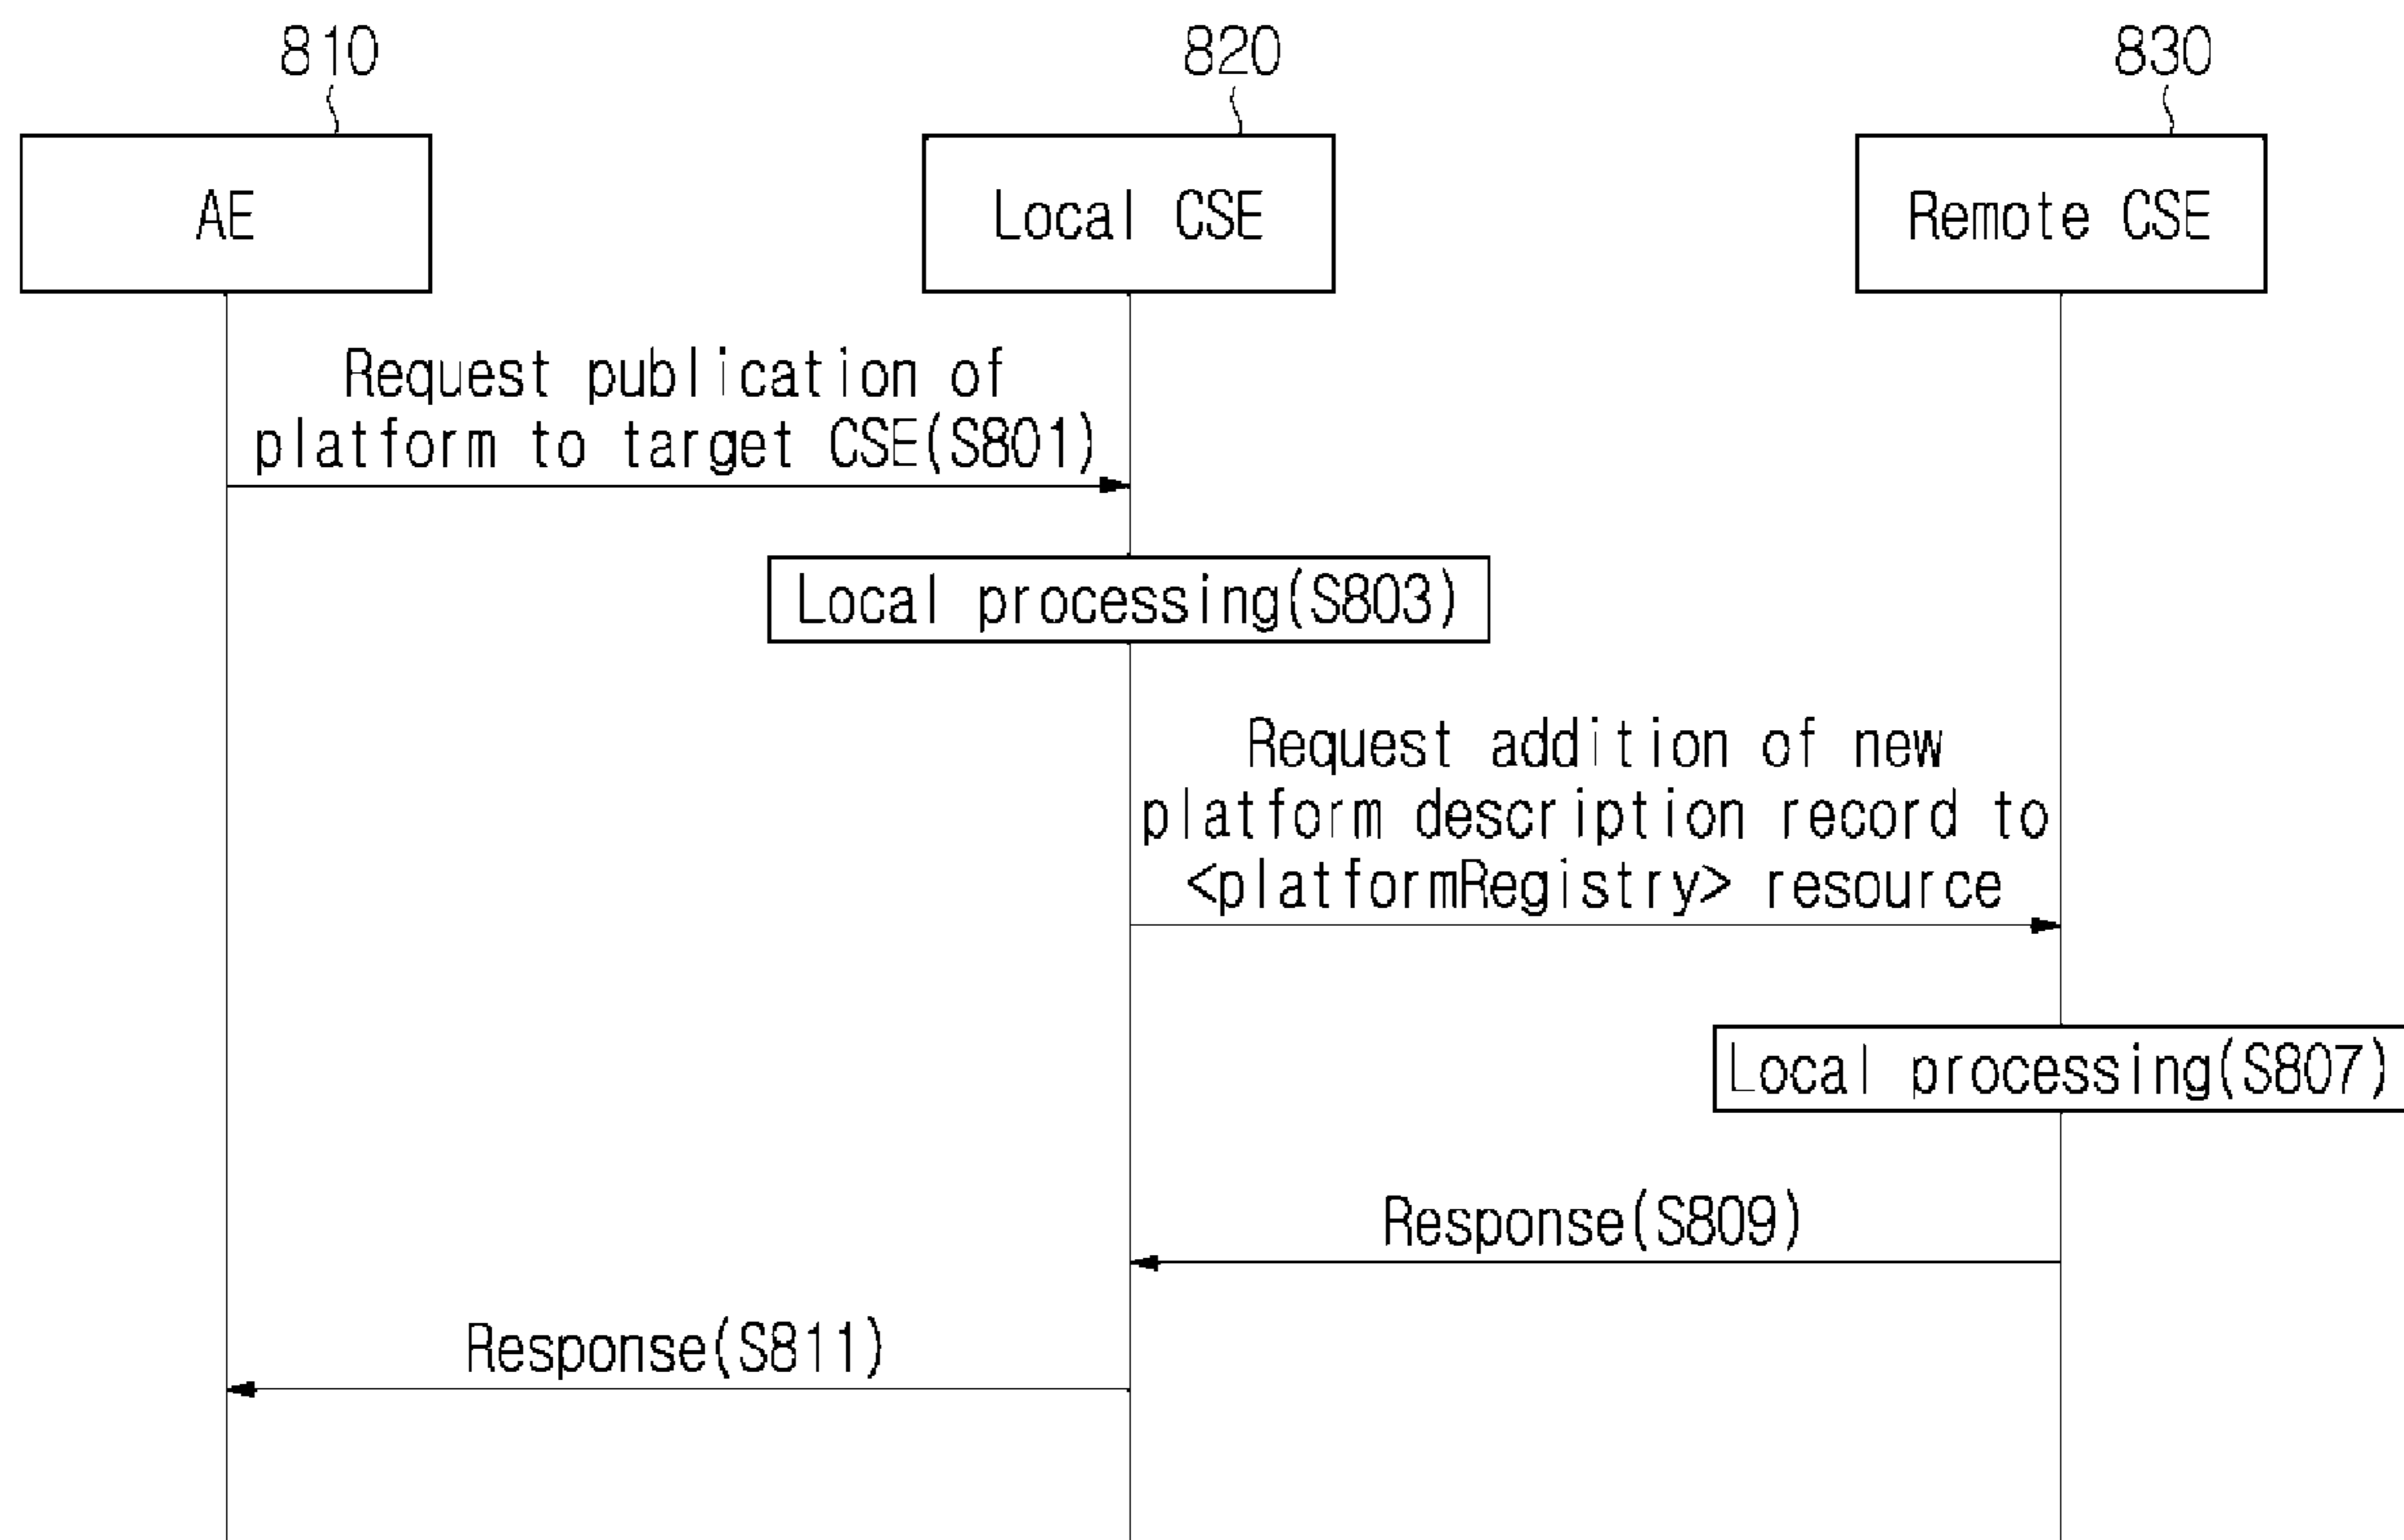 810
820
830
AE
Local CSE
Remote CSE
Request publication of
platform to target CSE(S801)
Local processing(S803)
Request addition of new
platform description record to
<platformRegistry> resource
Local processing(S807)
Response(S809)
Response(S811)